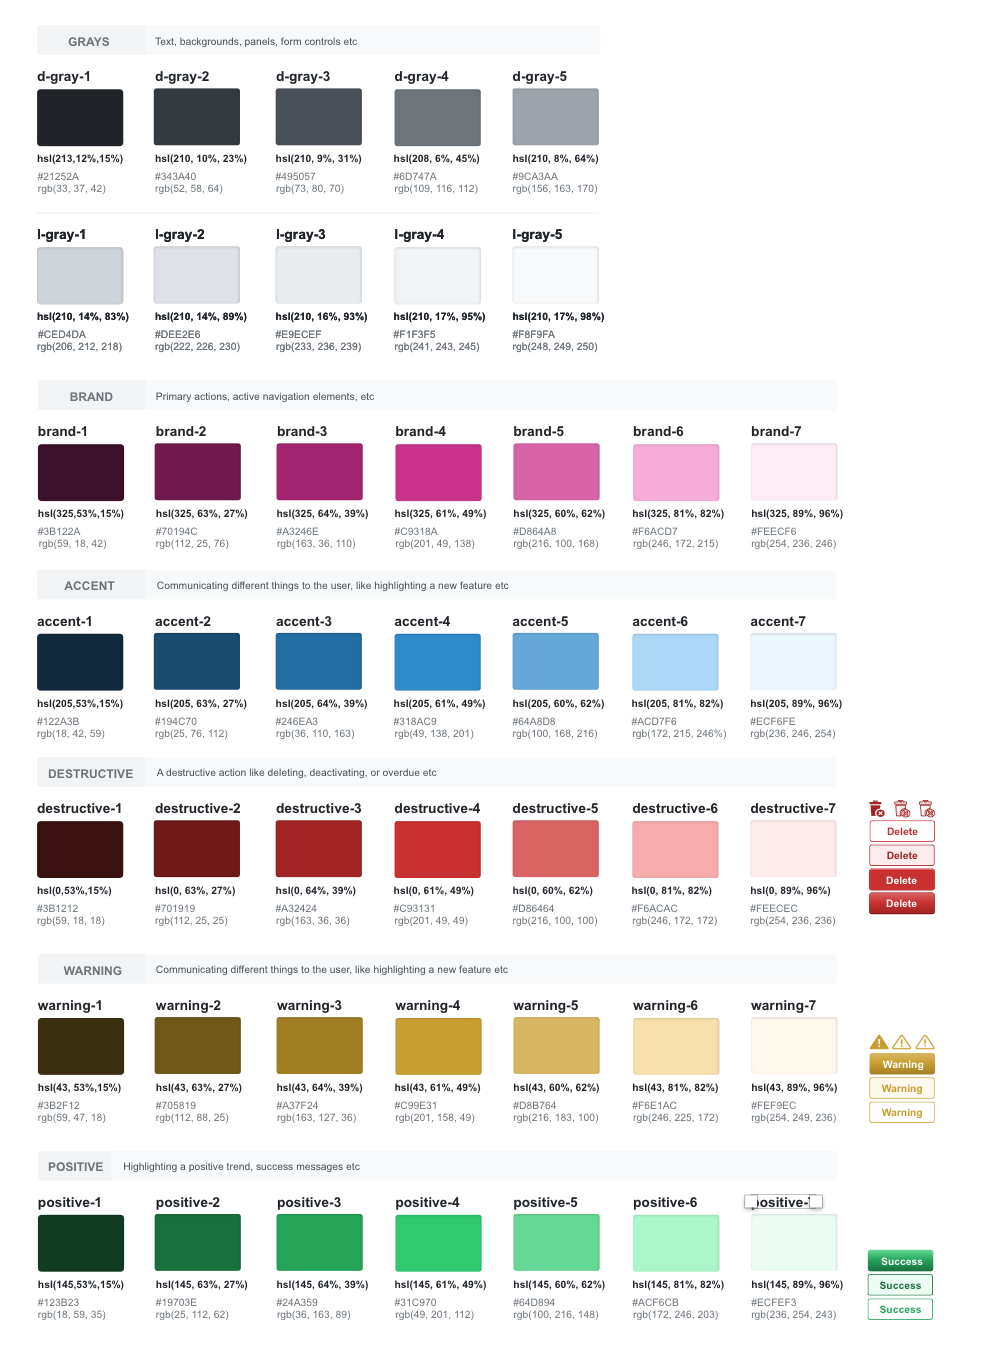 GRAYS Text, backgrounds, panels, form controls etc
d-gray-1 d-gray-2 d-gray-3 d-gray-4 d-gray-5
hsl(213,12%,15%) hsl(210, 10%, 23%) hsl(210, 9%, 31%) hsl(208, 6%, 45%) hsl(210, 8%, 64%)
#21252A #343A40 #495057 #6D747A #9CA3AA
rgb(33, 37, 42) rgb(52, 58, 64) rgb(73, 80, 70) rgb(109, 116, 112) rgb(156, 163, 170)
l-gray-1 l-gray-2 l-gray-3 l-gray-4 l-gray-5
hsl(210, 14%, 83%) hsl(210, 14%, 89%) hsl(210, 16%, 93%) hsl(210, 17%, 95%) hsl(210, 17%, 98%)
#CED4DA #DEE2E6 #E9ECEF #F1F3F5 #F8F9FA
rgb(206, 212, 218) rgb(222, 226, 230) rgb(233, 236, 239) rgb(241, 243, 245) rgb(248, 249, 250)
BRAND Primary actions, active navigation elements, etc
brand-1 brand-2 brand-3 brand-4 brand-5 brand-6 brand-7
hsl(325,53%,15%) hsl(325, 63%, 27%) hsl(325, 64%, 39%) hsl(325, 61%, 49%) hsl(325, 60%, 62%) hsl(325, 81%, 82%) hsl(325, 89%, 96%)
#3B122A #70194C #A3246E #C9318A #D864A8 #F6ACD7 #FEECF6
rgb(59, 18, 42) rgb(112, 25, 76) rgb(163, 36, 110) rgb(201, 49, 138) rgb(216, 100, 168) rgb(246, 172, 215) rgb(254, 236, 246)
ACCENT Communicating different things to the user, like highlighting a new feature etc
accent-1 accent-2 accent-3 accent-4 accent-5 accent-6 accent-7
hsl(205,53%,15%) hsl(205, 63%, 27%) hsl(205, 64%, 39%) hsl(205, 61%, 49%) hsl(205, 60%, 62%) hsl(205, 81%, 82%) hsl(205, 89%, 96%)
#122A3B #194C70 #246EA3 #318AC9 #64A8D8 #ACD7F6 #ECF6FE
rgb(18, 42, 59) rgb(25, 76, 112) rgb(36, 110, 163) rgb(49, 138, 201) rgb(100, 168, 216) rgb(172, 215, 246%) rgb(236, 246, 254)
DESTRUCTIVE A destructive action like deleting, deactivating, or overdue etc
destructive-1 destructive-2 destructive-3 destructive-4 destructive-5 destructive-6 destructive-7
Delete
Delete
Delete
Delete
hsl(0,53%,15%) hsl(0, 63%, 27%) hsl(0, 64%, 39%) hsl(0, 61%, 49%) hsl(0, 60%, 62%) hsl(0, 81%, 82%) hsl(0, 89%, 96%)
#3B1212 #701919 #A32424 #C93131 #D86464 #F6ACAC #FEECEC
rgb(59, 18, 18) rgb(112, 25, 25) rgb(163, 36, 36) rgb(201, 49, 49) rgb(216, 100, 100) rgb(246, 172, 172) rgb(254, 236, 236)
WARNING Communicating different things to the user, like highlighting a new feature etc
warning-1 warning-2 warning-3 warning-4 warning-5 warning-6 warning-7
Warning
Warning
Warning
hsl(43, 53%,15%) hsl(43, 63%, 27%) hsl(43, 64%, 39%) hsl(43, 61%, 49%) hsl(43, 60%, 62%) hsl(43, 81%, 82%) hsl(43, 89%, 96%)
#3B2F12 #705819 #A37F24 #C99E31 #D8B764 #F6E1AC #FEF9EC
rgb(59, 47, 18) rgb(112, 88, 25) rgb(163, 127, 36) rgb(201, 158, 49) rgb(216, 183, 100) rgb(246, 225, 172) rgb(254, 249, 236)
POSITIVE Highlighting a positive trend, success messages etc
positive-1 positive-2 positive-3 positive-4 positive-5 positive-6
Success
Success
Success
hsl(145,53%,15%) hsl(145, 63%, 27%) hsl(145, 64%, 39%) hsl(145, 61%, 49%) hsl(145, 60%, 62%) hsl(145, 81%, 82%) hsl(145, 89%, 96%)
#123B23 #19703E #24A359 #31C970 #64D894 #ACF6CB #ECFEF3
rgb(18, 59, 35) rgb(25, 112, 62) rgb(36, 163, 89) rgb(49, 201, 112) rgb(100, 216, 148) rgb(172, 246, 203) rgb(236, 254, 243)